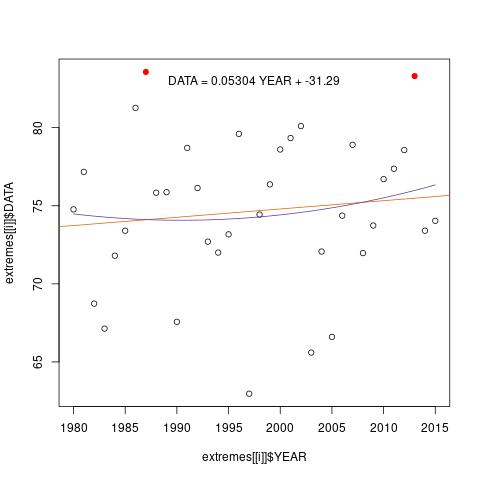 DATA = 0.05304 YEAR + -31.29
80
75
70
65
extremes[[i]]$DATA
1980 1985 1990 1995 2000 2005 2010 2015
extremes[[i]]$YEAR